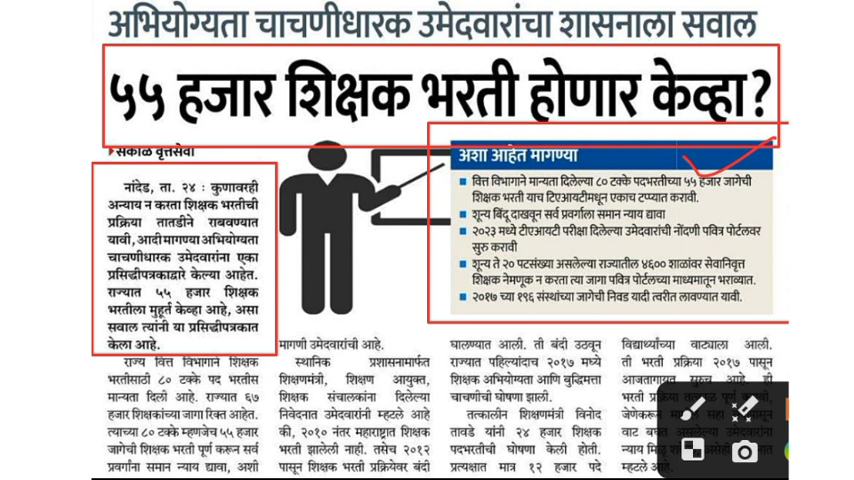 अभियोग्यता चाचणीधारक उमेदवारांचा शासनाला सवाल
५५ हजार शिक्षक भरती होणार केव्हा?
सकाळ वृत्तसेवा
नांदेड, ता. २४ : कुणावरही
अन्याय न करता शिक्षक भरतीची
प्रक्रिया तातडीने राबवण्यात
यावी, आदी मागण्या अभियोग्यता
चाचणीधारक उमेदवारांना एका
प्रसिद्धीपत्रकाद्वारे केल्या आहेत.
राज्यात ५५ हजार शिक्षक
भरतीला मुहूर्त केव्हा आहे, असा
सवाल त्यांनी या प्रसिद्धीपत्रकात
केला आहे.
राज्य वित्त विभागाने शिक्षक
भरतीसाठी ८० टक्के पद भरतीस
मान्यता दिली आहे. राज्यात ६७
हजार शिक्षकांच्या जागा रिक्त आहेत.
त्याच्या ८० टक्के म्हणजेच ५५ हजार
जागेची शिक्षक भरती पूर्ण करून सर्व
प्रवर्गांना समान न्याय द्यावा, अशी
अशा आहेत मागण्या
वित्त विभागाने मान्यता दिलेल्या ८० टक्के पदभरतीच्या ५५ हजार जागेची
शिक्षक भरती याच टिएआयटीमधून एकाच टप्प्यात करावी.
शून्य बिंदू दाखवून सर्व प्रवर्गाला समान न्याय द्यावा
२०२३ मध्ये टीएआयटी परीक्षा दिलेल्या उमेदवारांची नोंदणी पवित्र पोर्टलवर
सुरु करावी
शून्य ते २० पटसंख्या असलेल्या राज्यातील ४६०० शाळांवर सेवानिवृत्त
शिक्षक नेमणूक न करता त्या जागा पवित्र पोर्टलच्या माध्यमातून भराव्यात.
२०१७ च्या १९६ संस्थांच्या जागेची निवड यादी त्वरीत लावण्यात यावी.
मागणी उमेदवारांची आहे.
स्थानिक प्रशासनामार्फत
शिक्षणमंत्री, शिक्षण आयुक्त,
शिक्षक संचालकांना दिलेल्या
निवेदनात उमेदवारांनी म्हटले आहे
की, २०१० नंतर महाराष्ट्रात शिक्षक
भरती झालेली नाही. तसेच २०१२
पासून शिक्षक भरती प्रक्रियेवर बंदी
घालण्यात आली. ती बंदी उठवून
राज्यात पहिल्यांदाच २०१७ मध्ये
शिक्षक अभियोग्यता आणि बुद्धिमत्ता
चाचणीची घोषणा झाली.
तत्कालीन शिक्षणमंत्री विनोद
तावडे यांनी २४ हजार शिक्षक
पदभरतीची घोषणा केली होती.
प्रत्यक्षात मात्र १२ हजार पदे
विद्यार्थ्यांच्या वाट्याला आली.
ती भरती प्रक्रिया २०१७ पासून
आजतागायत सुरुच आहे. ही
भरती
जेणेकरून
वाट
न्याय
म्हटले आहे.